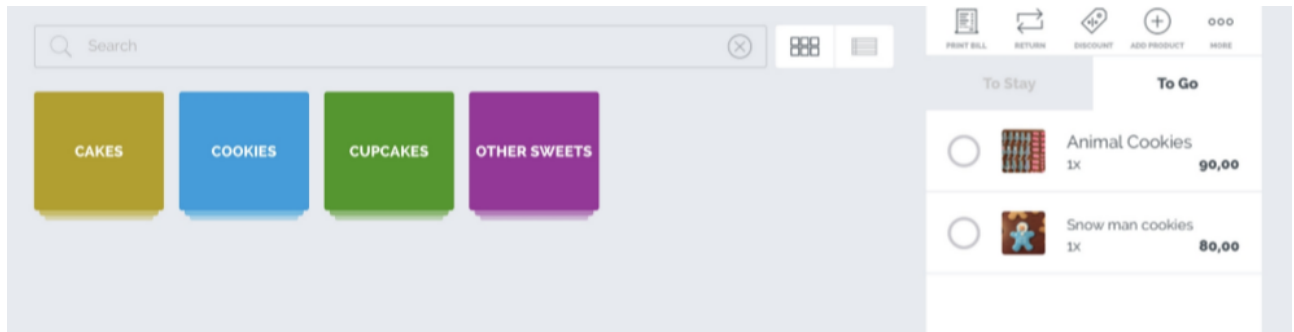 Search
CAKES
COOKIES
CUPCAKES
OTHER SWEETS
PRINT BILL
RETURN
DISCOUNT
ADD PRODUCT
MORE
To Stay
To Go
Animal Cookies
1x 90,00
Snow man cookies
1x 80,00